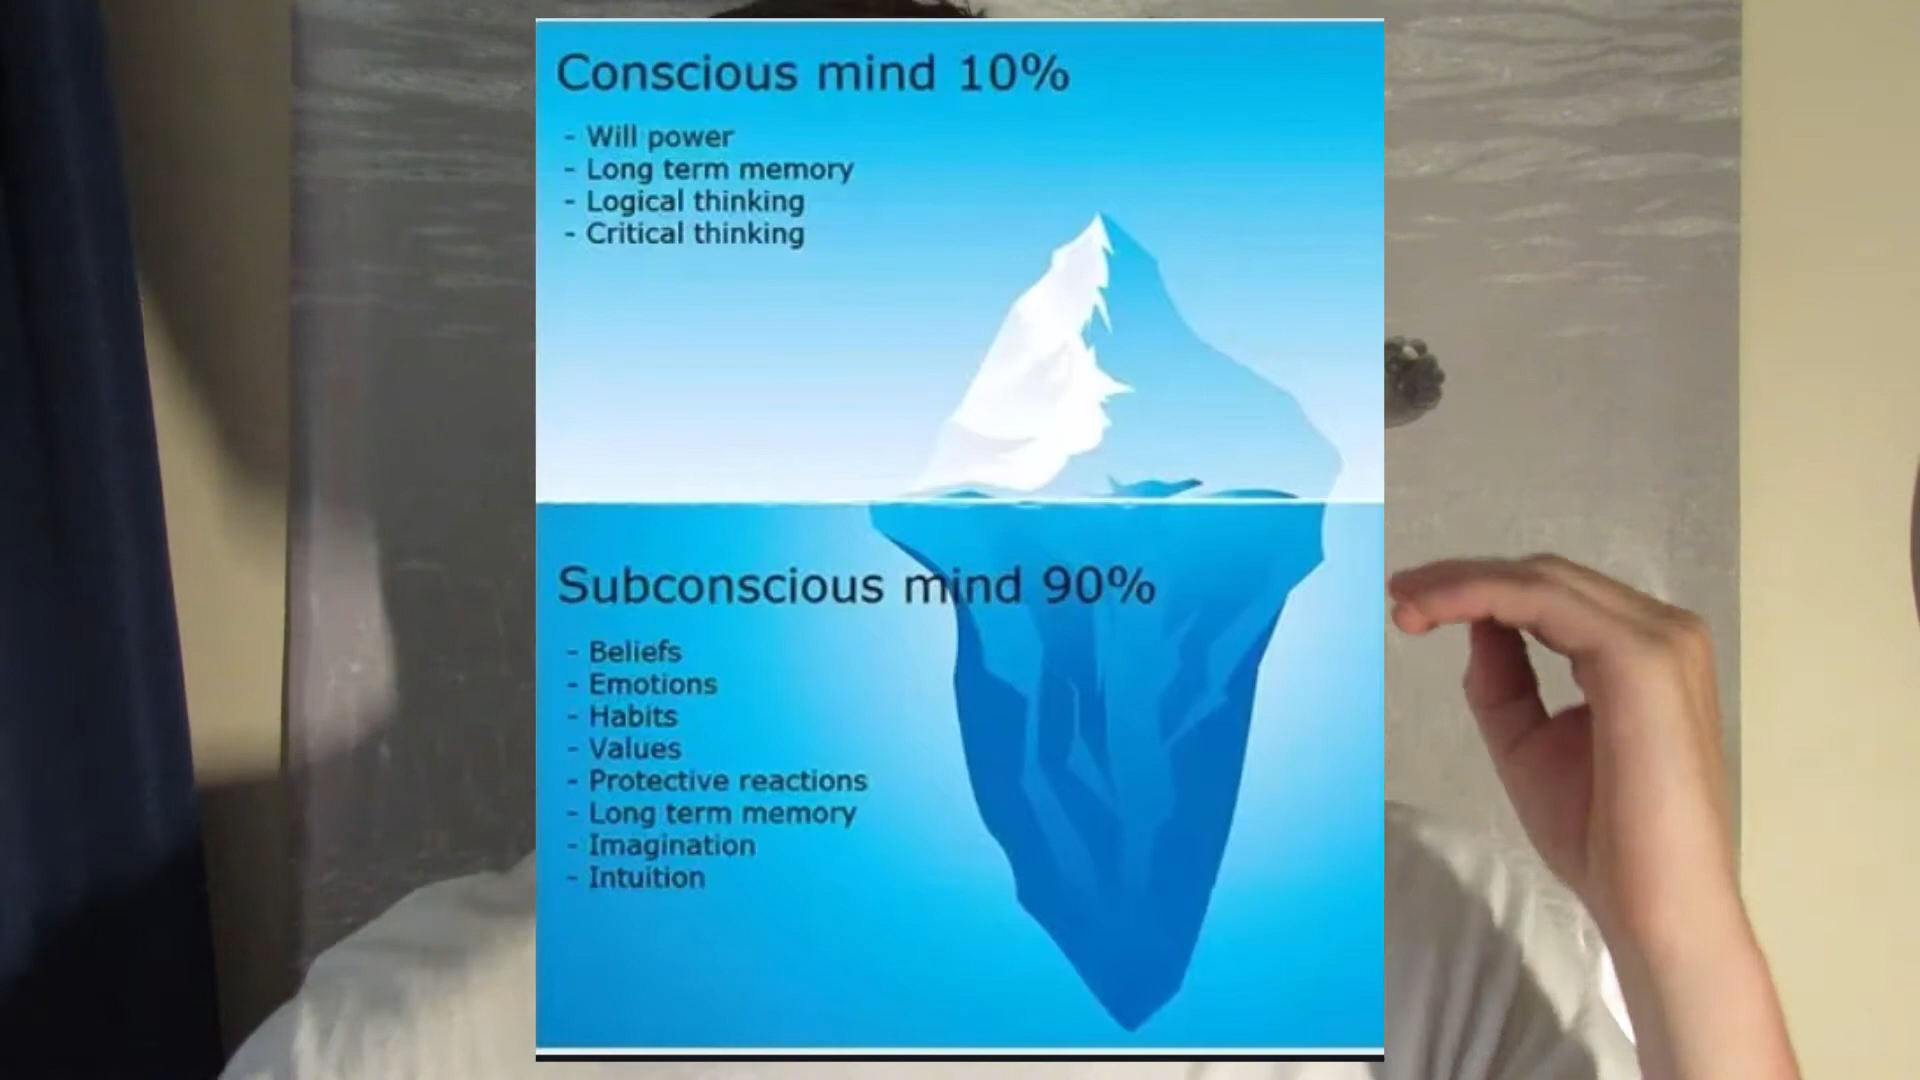 Conscious mind 10%
- Will power
- Long term memory
- Logical thinking
- Critical thinking
Subconscious mind 90%
- Beliefs
- Emotions
- Habits
- Values
- Protective reactions
- Long term memory
- Imagination
- Intuition